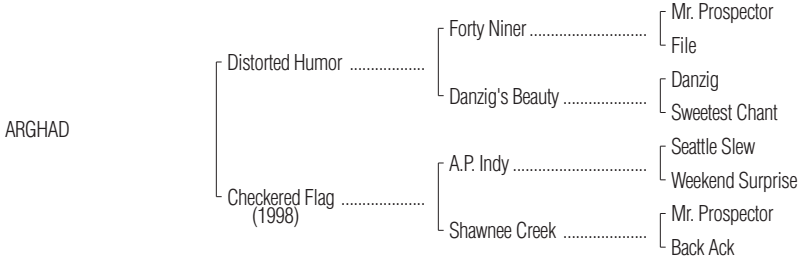 Mr. Prospector
Forty Niner ............................
File
Distorted Humor ..................
Danzig
Danzig's Beauty ....................
Sweetest Chant
ARGHAD
Seattle Slew
A.P. Indy ................................
Weekend Surprise
Checkered Flag ....................
(1998)
Mr. Prospector
Shawnee Creek ....................
Back Ack